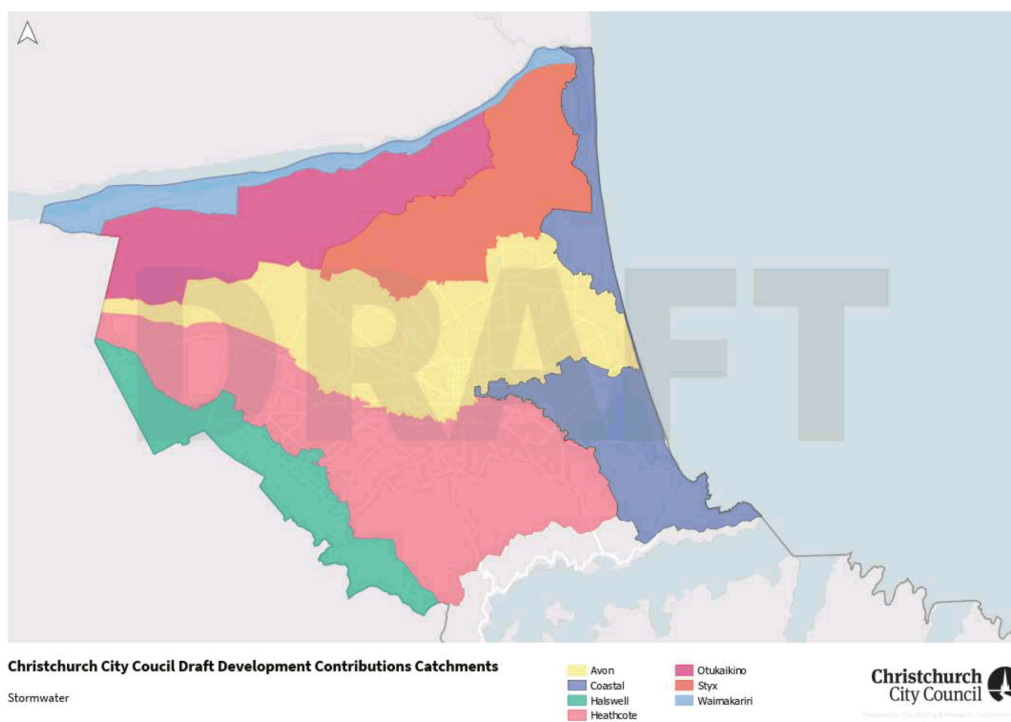 DRAFT
Christchurch City Coucil Draft Development Contributions Catchments
Stormwater
Avon
Coastal
Halswell
Heathcote
Otukaikino
Styx
Waimakariri
Christchurch
City Council